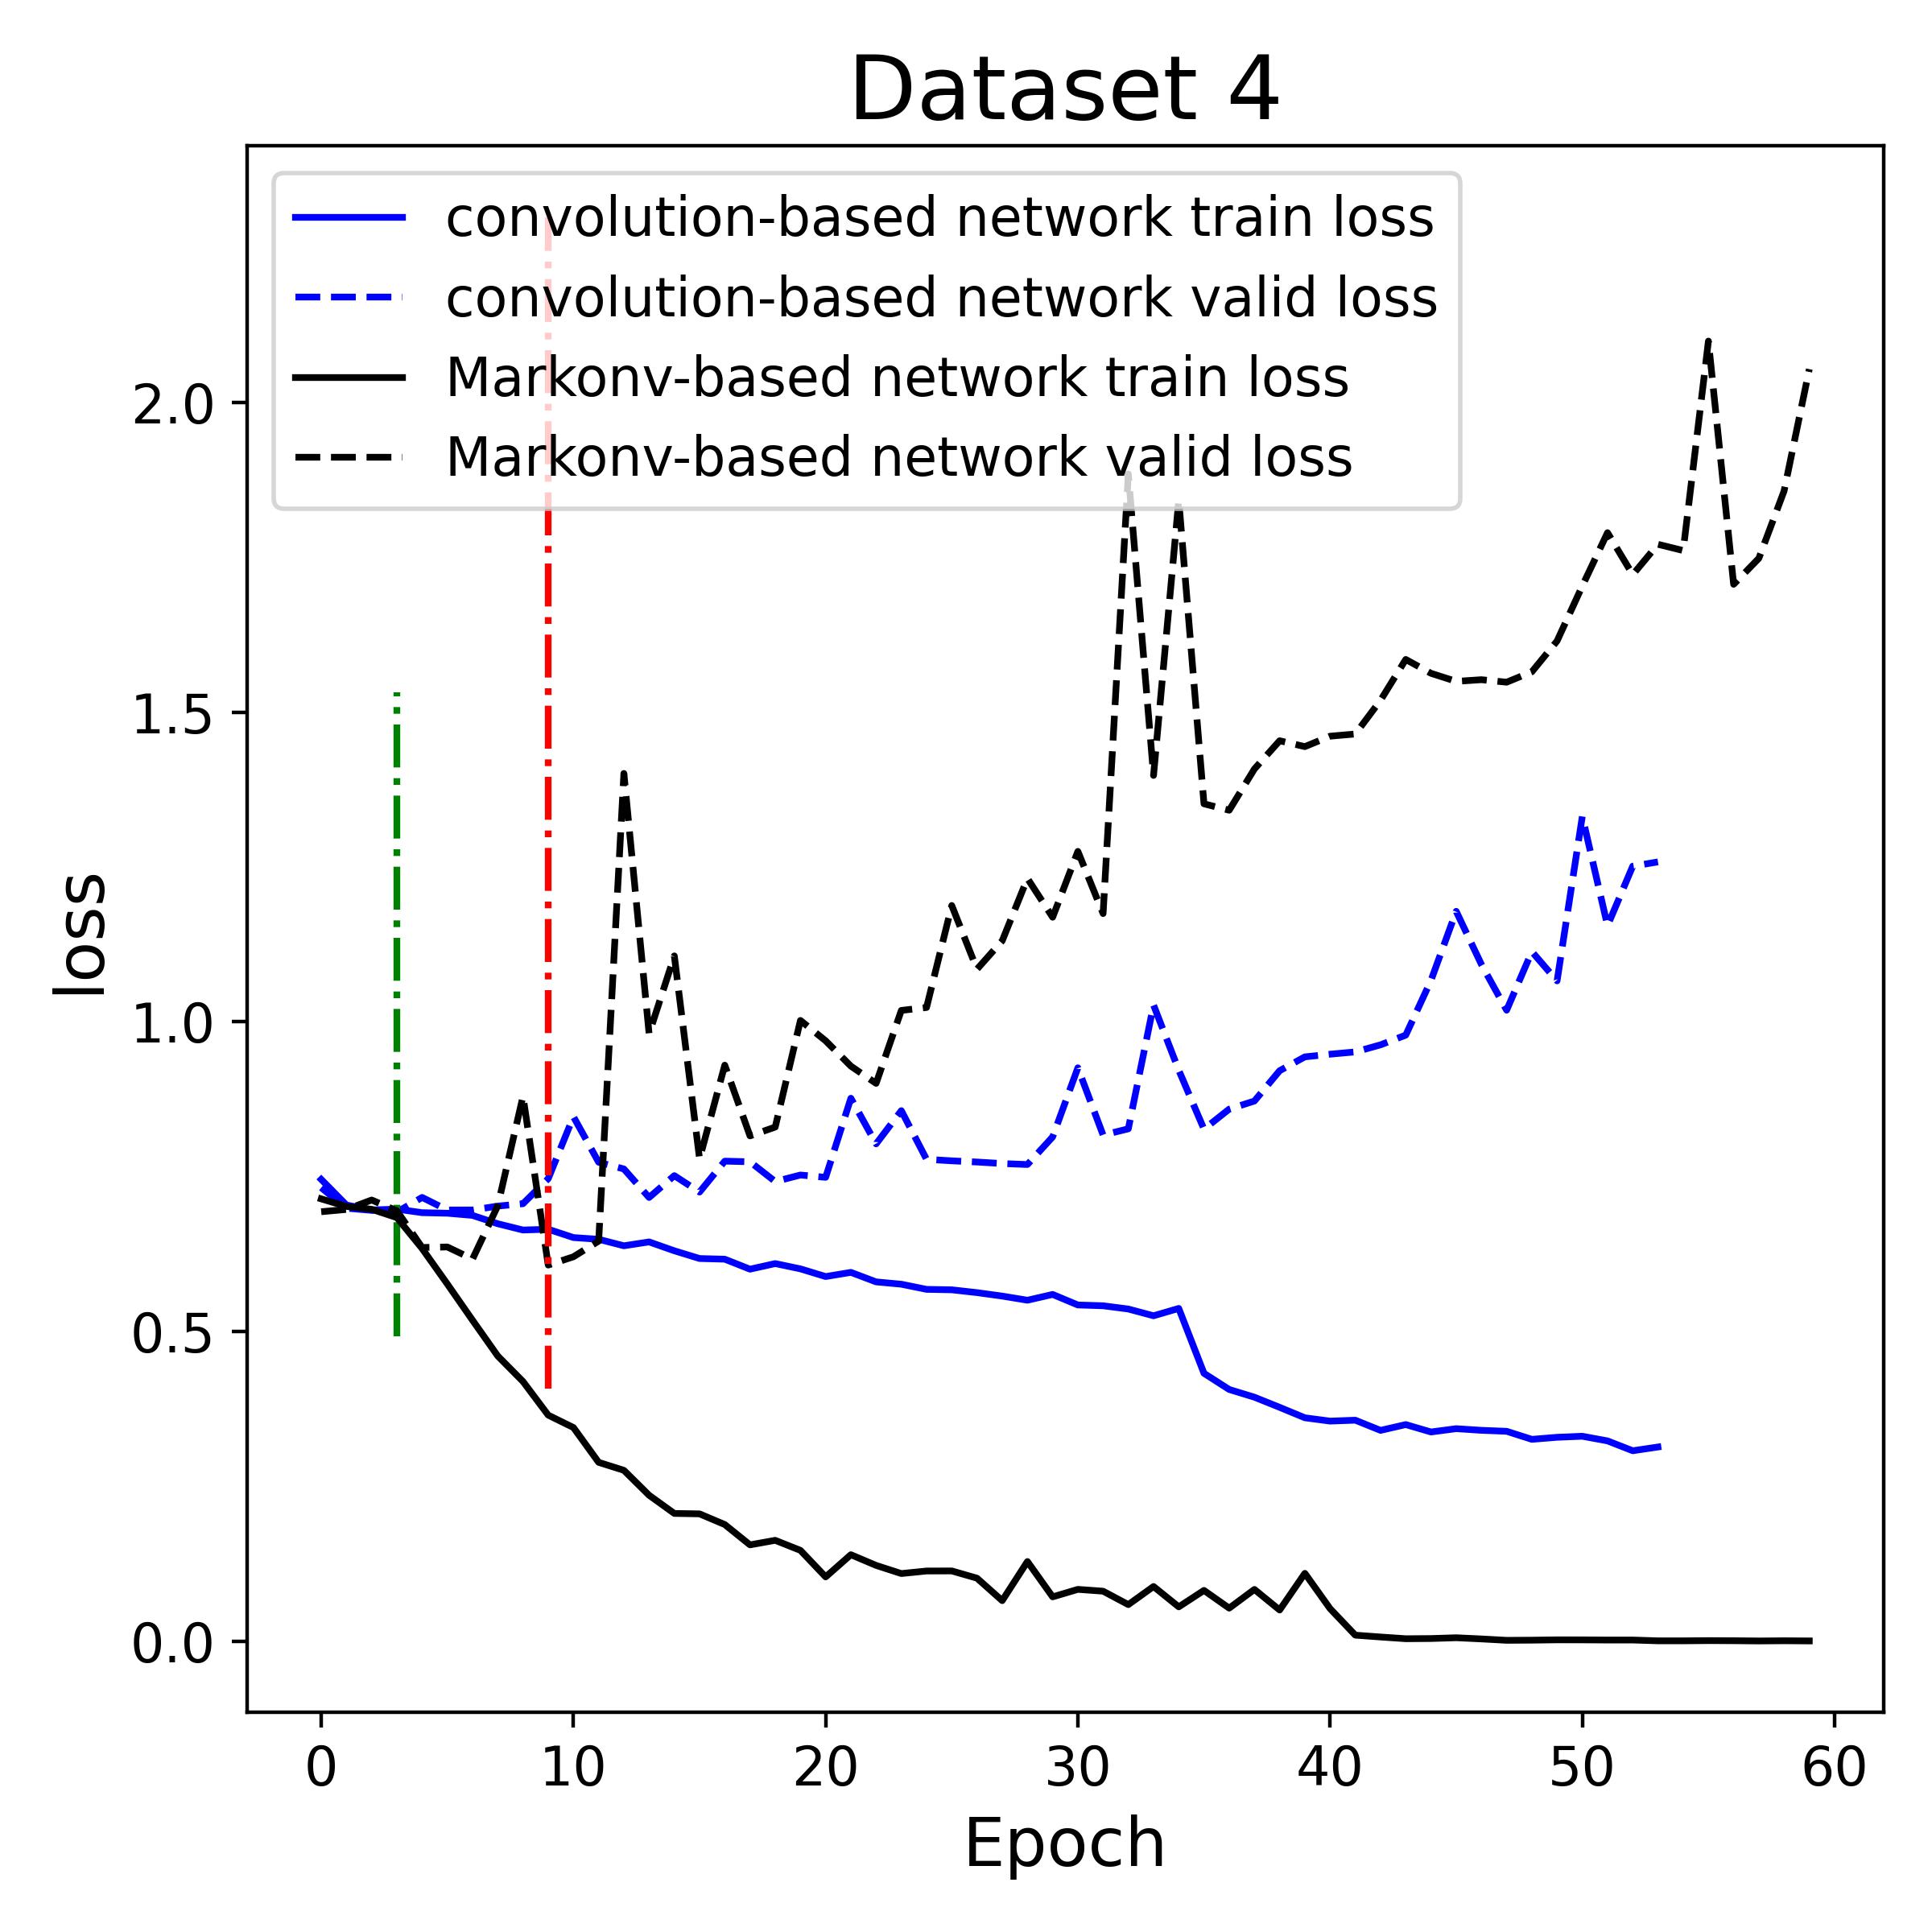 Dataset 4
convolution-based network train loss
convolution-based network valid loss
Markonv-based network train loss
Markonv-based network valid loss
loss
2.0
1.5
1.0
0.5
0.0
0 10 20 30 40 50 60
Epoch